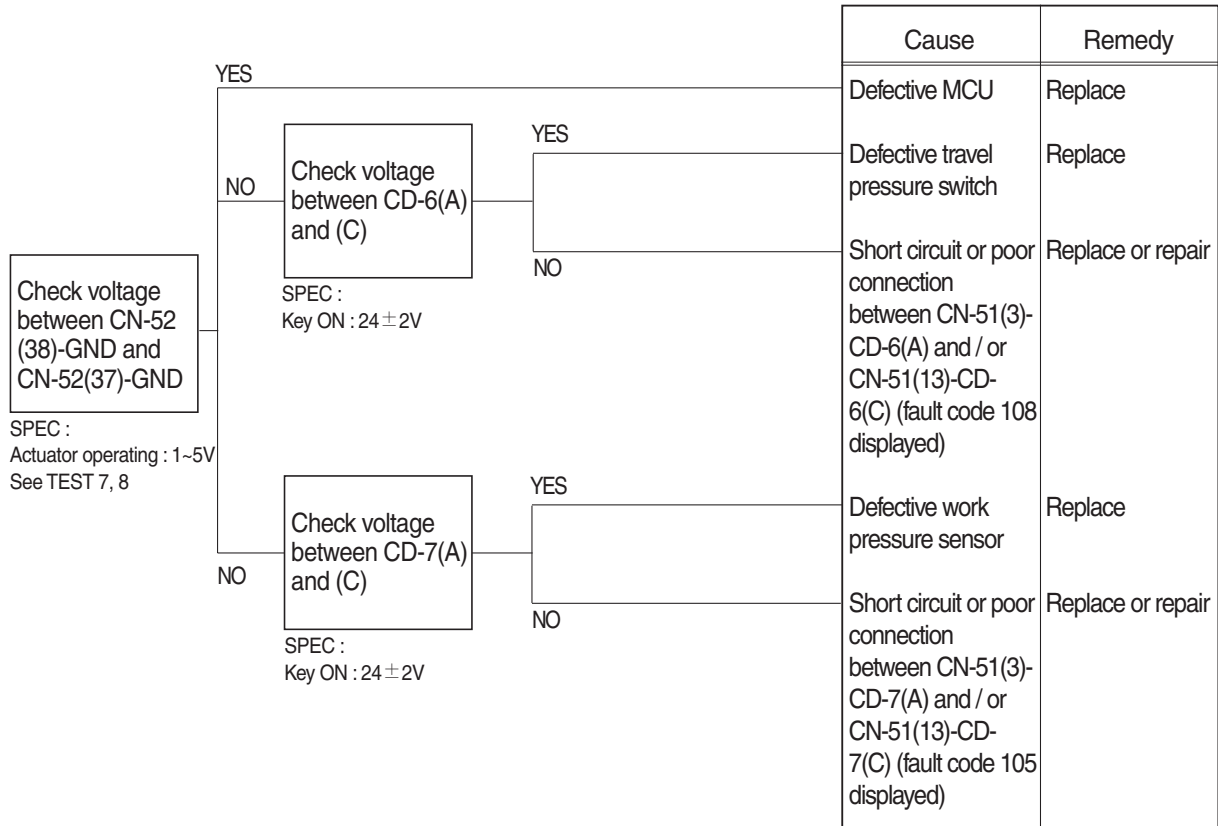 Cause
Remedy
YES
Defective MCU
Replace
YES
Check voltage
between CD-6(A)
and (C)
NO
Defective travel
pressure switch
Replace
SPEC :
Key ON : 24±2V
NO
Short circuit or poor
connection
between CN-51(3)-
CD-6(A) and / or
CN-51(13)-CD-
6(C) (fault code 108
displayed)
Replace or repair
Check voltage
between CN-52
(38)-GND and
CN-52(37)-GND
SPEC :
Actuator operating : 1~5V
See TEST 7, 8
YES
Check voltage
between CD-7(A)
and (C)
NO
Defective work
pressure sensor
Replace
SPEC :
Key ON : 24±2V
NO
Short circuit or poor
connection
between CN-51(3)-
CD-7(A) and / or
CN-51(13)-CD-
7(C) (fault code 105
displayed)
Replace or repair